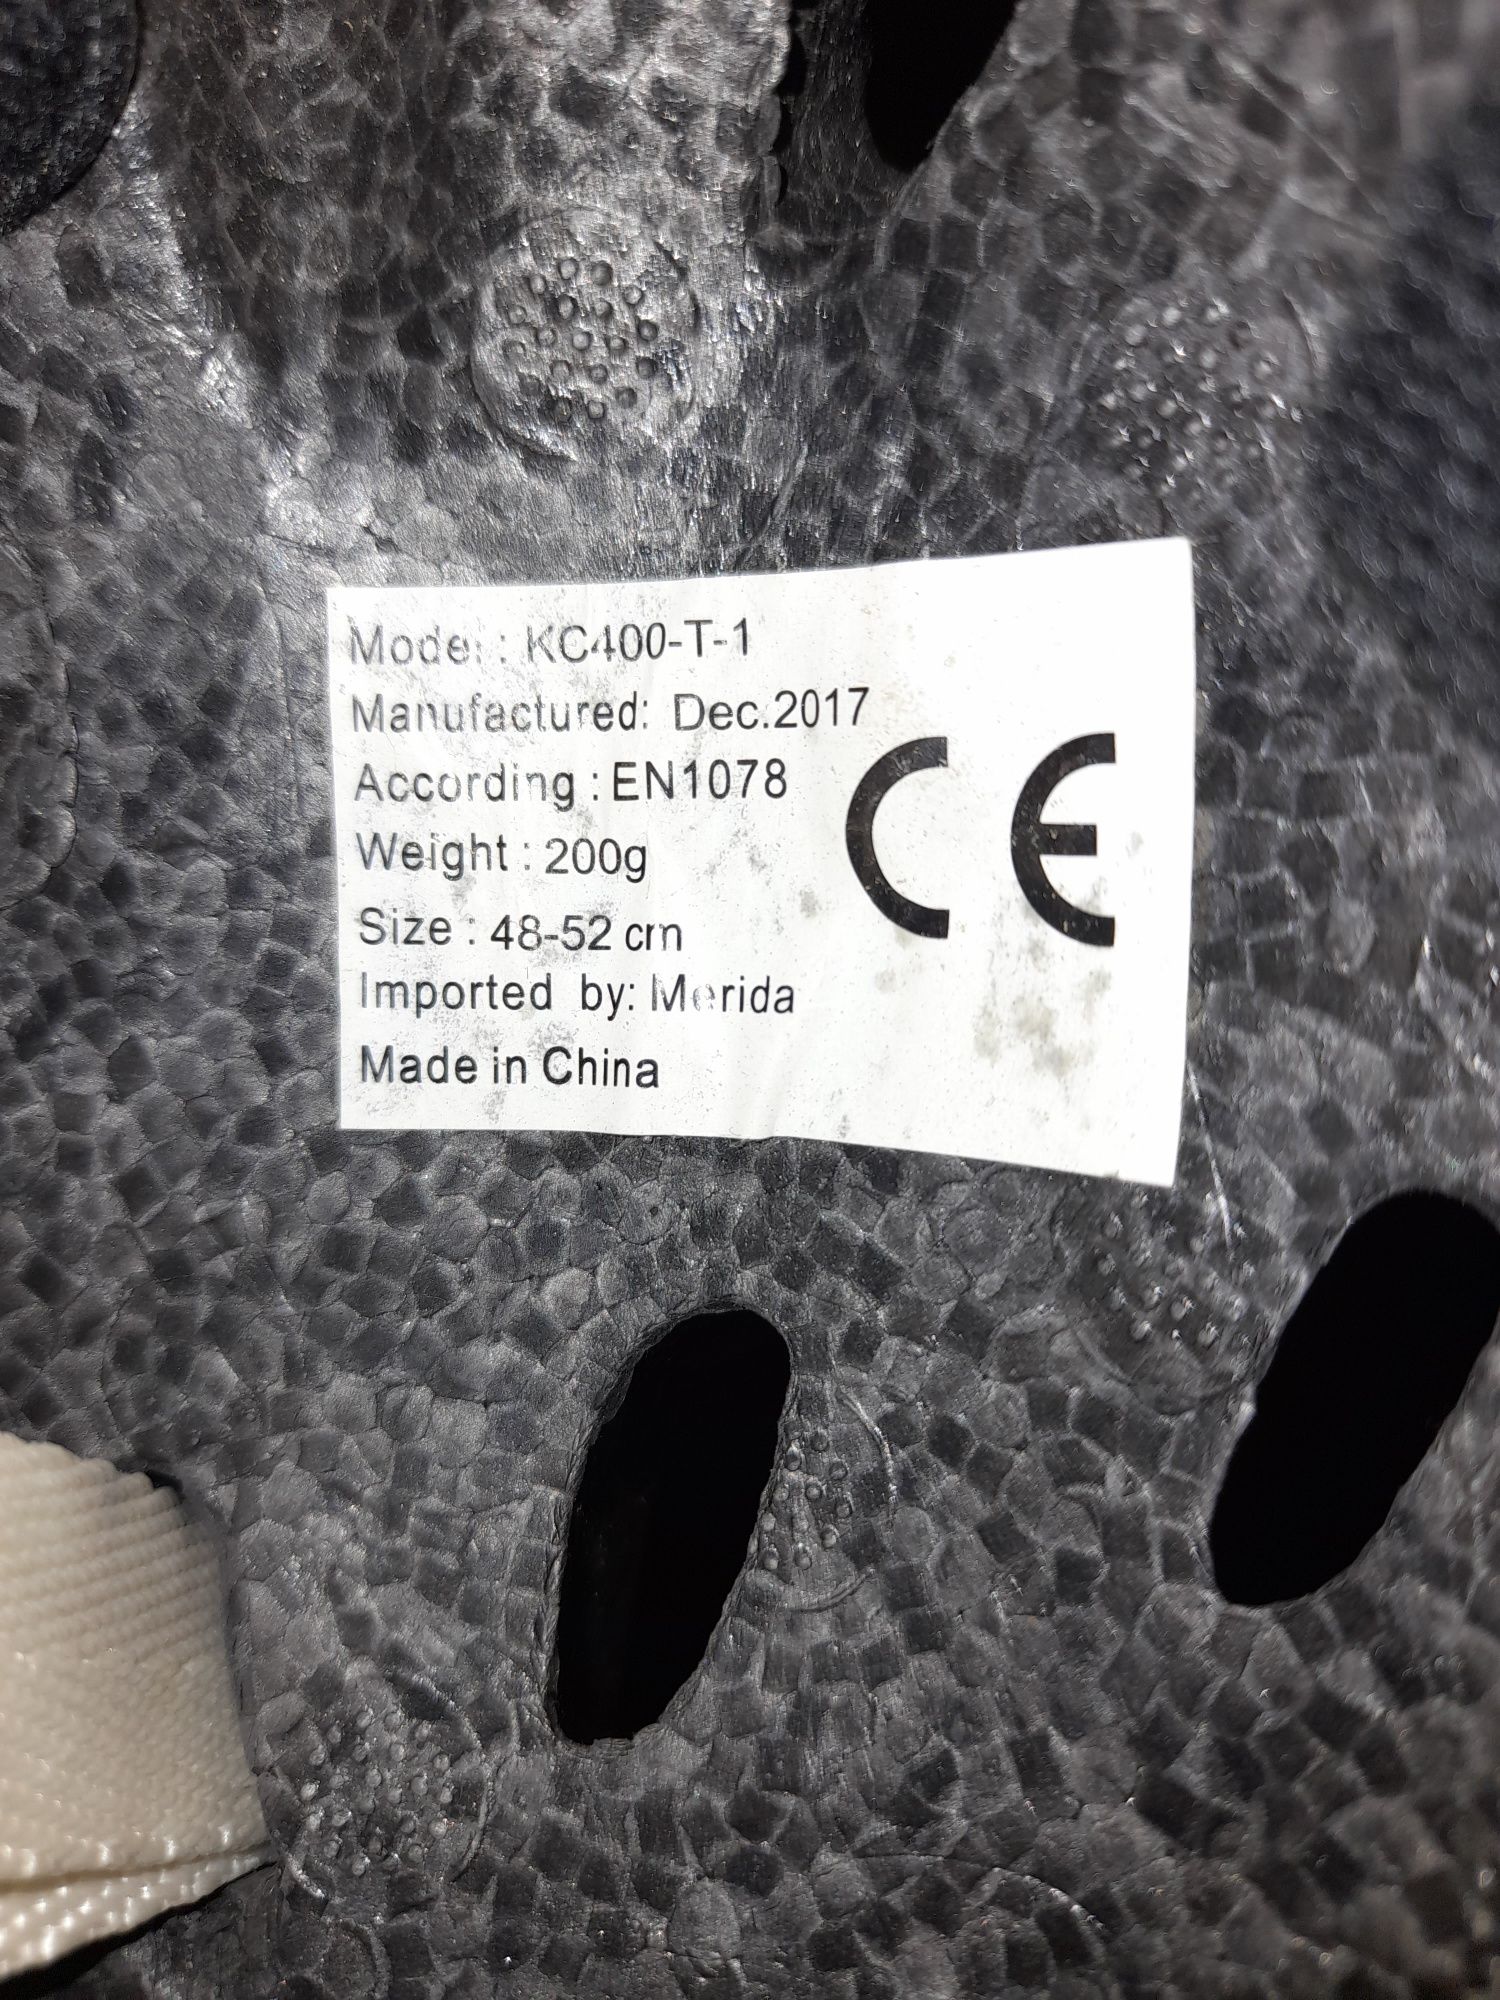 Model : KC400-T-1
Manufactured: Dec.2017
According : EN1078
Weight : 200g
Size : 48-52 cm
Imported by: Merida
Made in China
CE